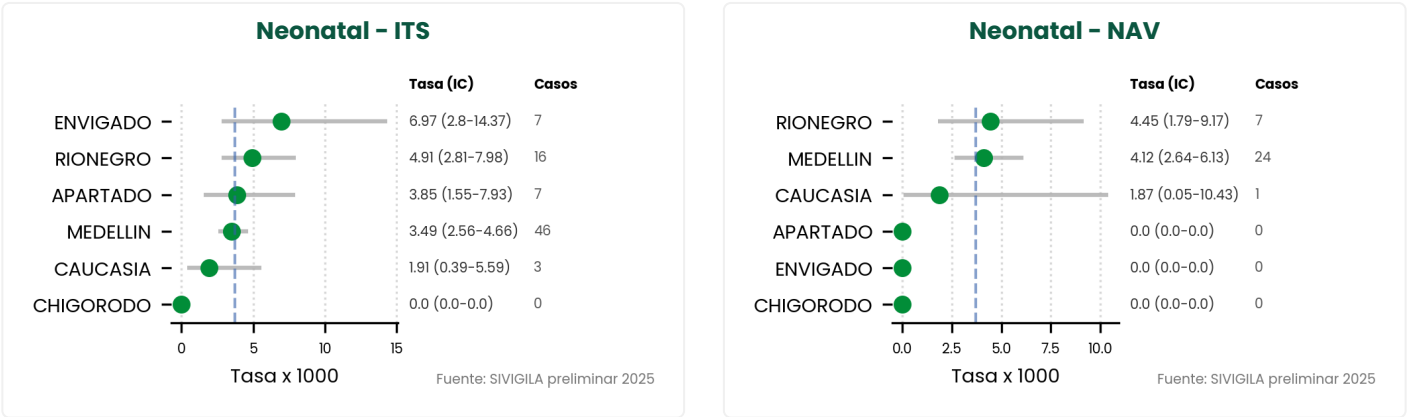 Neonatal - ITS
Tasa (IC) Casos
ENVIGADO 6.97 (2.8-14.37) 7
RIONEGRO 4.91 (2.81-7.98) 16
APARTADO 3.85 (1.55-7.93) 7
MEDELLIN 3.49 (2.56-4.66) 46
CAUCASIA 1.91 (0.39-5.59) 3
CHIGORODO 0.0 (0.0-0.0) 0
0 5 10 15
Tasa x 1000
Fuente: SIVIGILA preliminar 2025
Neonatal - NAV
Tasa (IC) Casos
RIONEGRO 4.45 (1.79-9.17) 7
MEDELLIN 4.12 (2.64-6.13) 24
CAUCASIA 1.87 (0.05-10.43) 1
APARTADO 0.0 (0.0-0.0) 0
ENVIGADO 0.0 (0.0-0.0) 0
CHIGORODO 0.0 (0.0-0.0) 0
0.0 2.5 5.0 7.5 10.0
Tasa x 1000
Fuente: SIVIGILA preliminar 2025